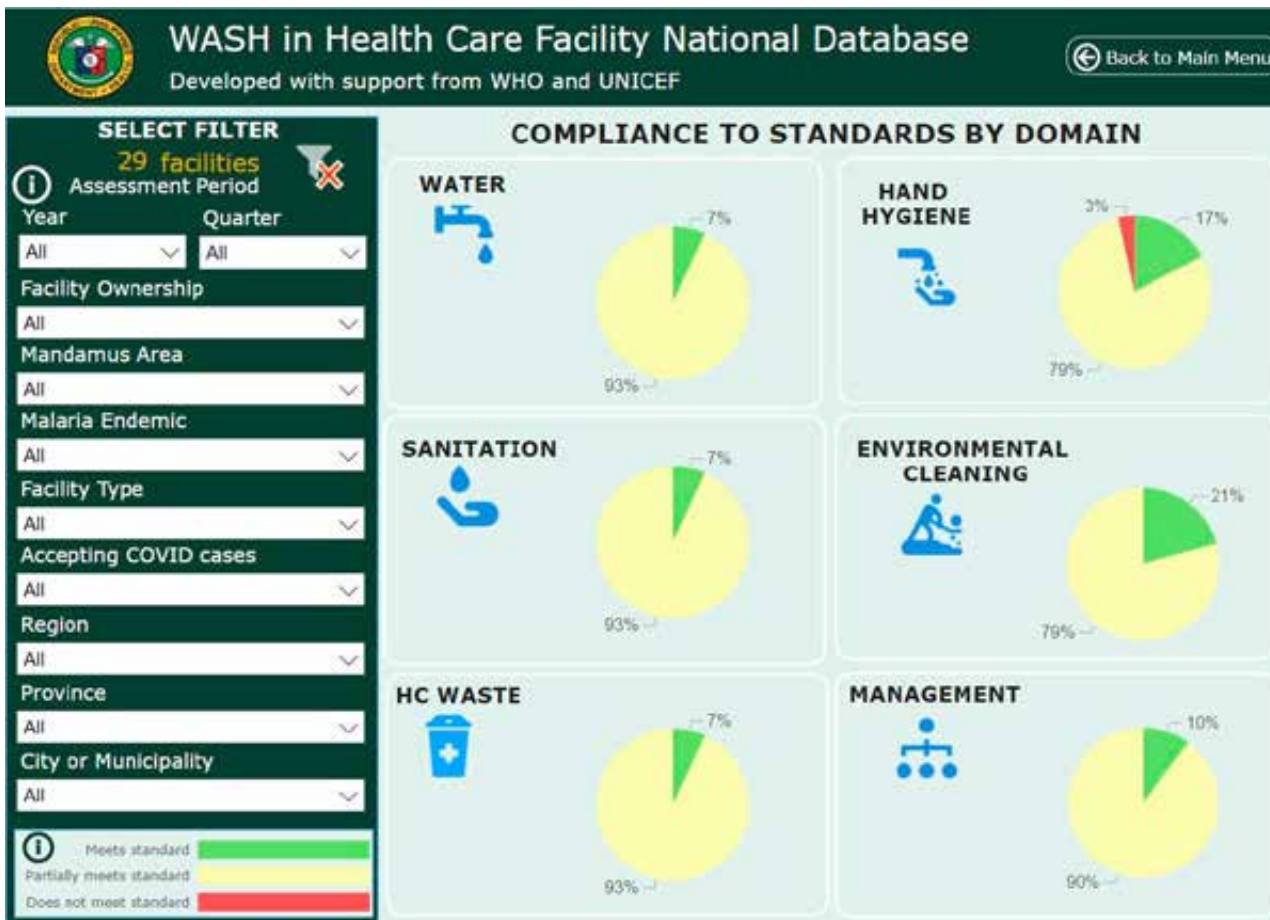 WASH in Health Care Facility National Database
Developed with support from WHO and UNICEF
Back to Main Menu
SELECT FILTER
29 facilities
Assessment Period
Year
Quarter
All
All
Facility Ownership
All
Mandamus Area
All
Malaria Endemic
All
Facility Type
All
Accepting COVID cases
All
Region
All
Province
All
City or Municipality
All
Meets standard
Partially meets standard
Does not meet standard
COMPLIANCE TO STANDARDS BY DOMAIN
WATER
7%
93%
HAND
HYGIENE
3%
17%
79%
SANITATION
7%
93%
ENVIRONMENTAL
CLEANING
21%
79%
HC WASTE
7%
93%
MANAGEMENT
10%
90%